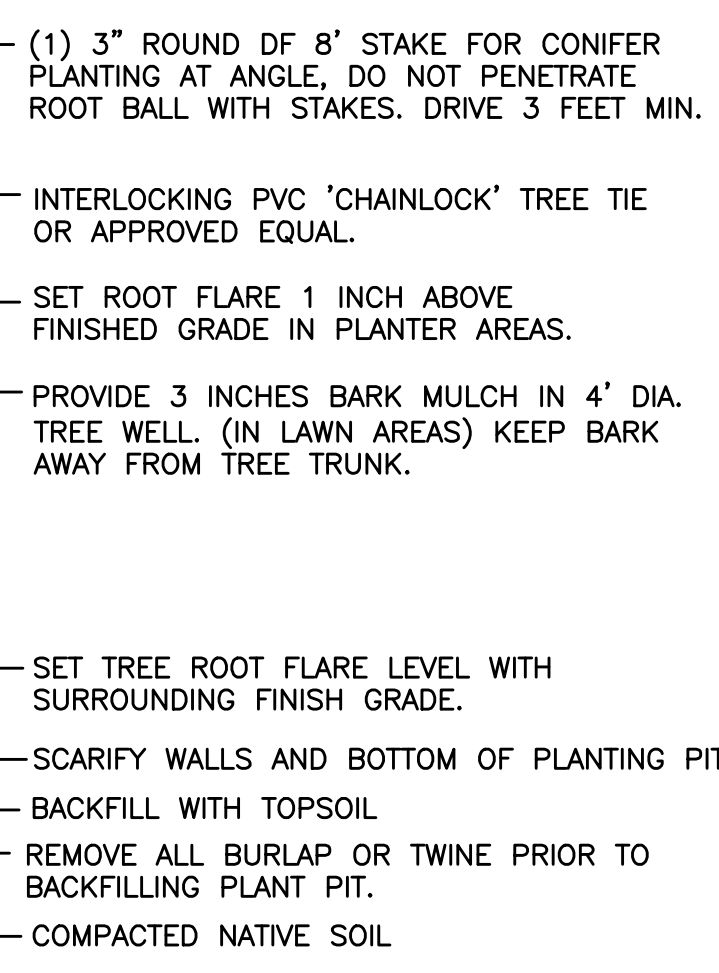 (1) 3" ROUND DF 8' STAKE FOR CONIFER
PLANTING AT ANGLE, DO NOT PENETRATE
ROOT BALL WITH STAKES. DRIVE 3 FEET MIN.
INTERLOCKING PVC 'CHAINLOCK' TREE TIE
OR APPROVED EQUAL.
SET ROOT FLARE 1 INCH ABOVE
FINISHED GRADE IN PLANTER AREAS.
PROVIDE 3 INCHES BARK MULCH IN 4' DIA.
TREE WELL. (IN LAWN AREAS) KEEP BARK
AWAY FROM TREE TRUNK.
SET TREE ROOT FLARE LEVEL WITH
SURROUNDING FINISH GRADE.
SCARIFY WALLS AND BOTTOM OF PLANTING PIT
BACKFILL WITH TOPSOIL
REMOVE ALL BURLAP OR TWINE PRIOR TO
BACKFILLING PLANT PIT.
COMPACTED NATIVE SOIL